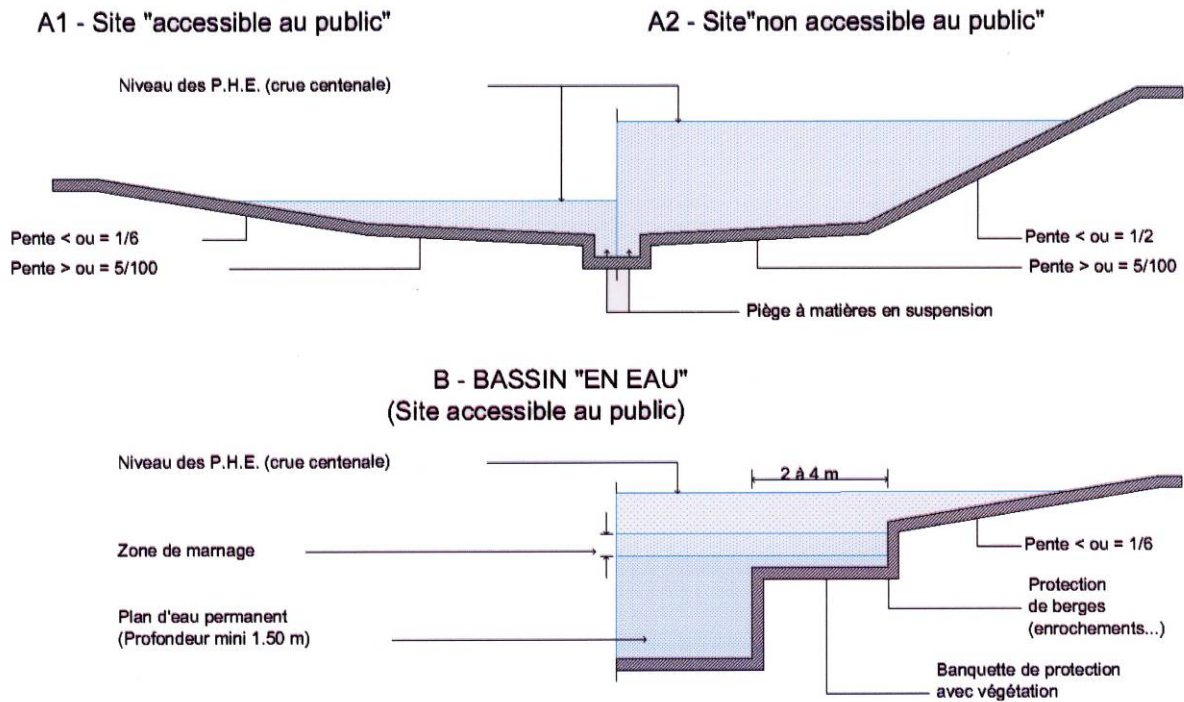 A1 - Site "accessible au public"
A2 - Site"non accessible au public"
Niveau des P.H.E. (crue centenale)
Pente < ou = 1/6
Pente > ou = 5/100
Pente < ou = 1/2
Pente > ou = 5/100
Piège à matières en suspension
B - BASSIN "EN EAU"
(Site accessible au public)
Niveau des P.H.E. (crue centenale)
2 à 4 m
Zone de marnage
Pente < ou = 1/6
Plan d'eau permanent
(Profondeur mini 1.50 m)
Protection
de berges
(enrochements...)
Banquette de protection
avec végétation